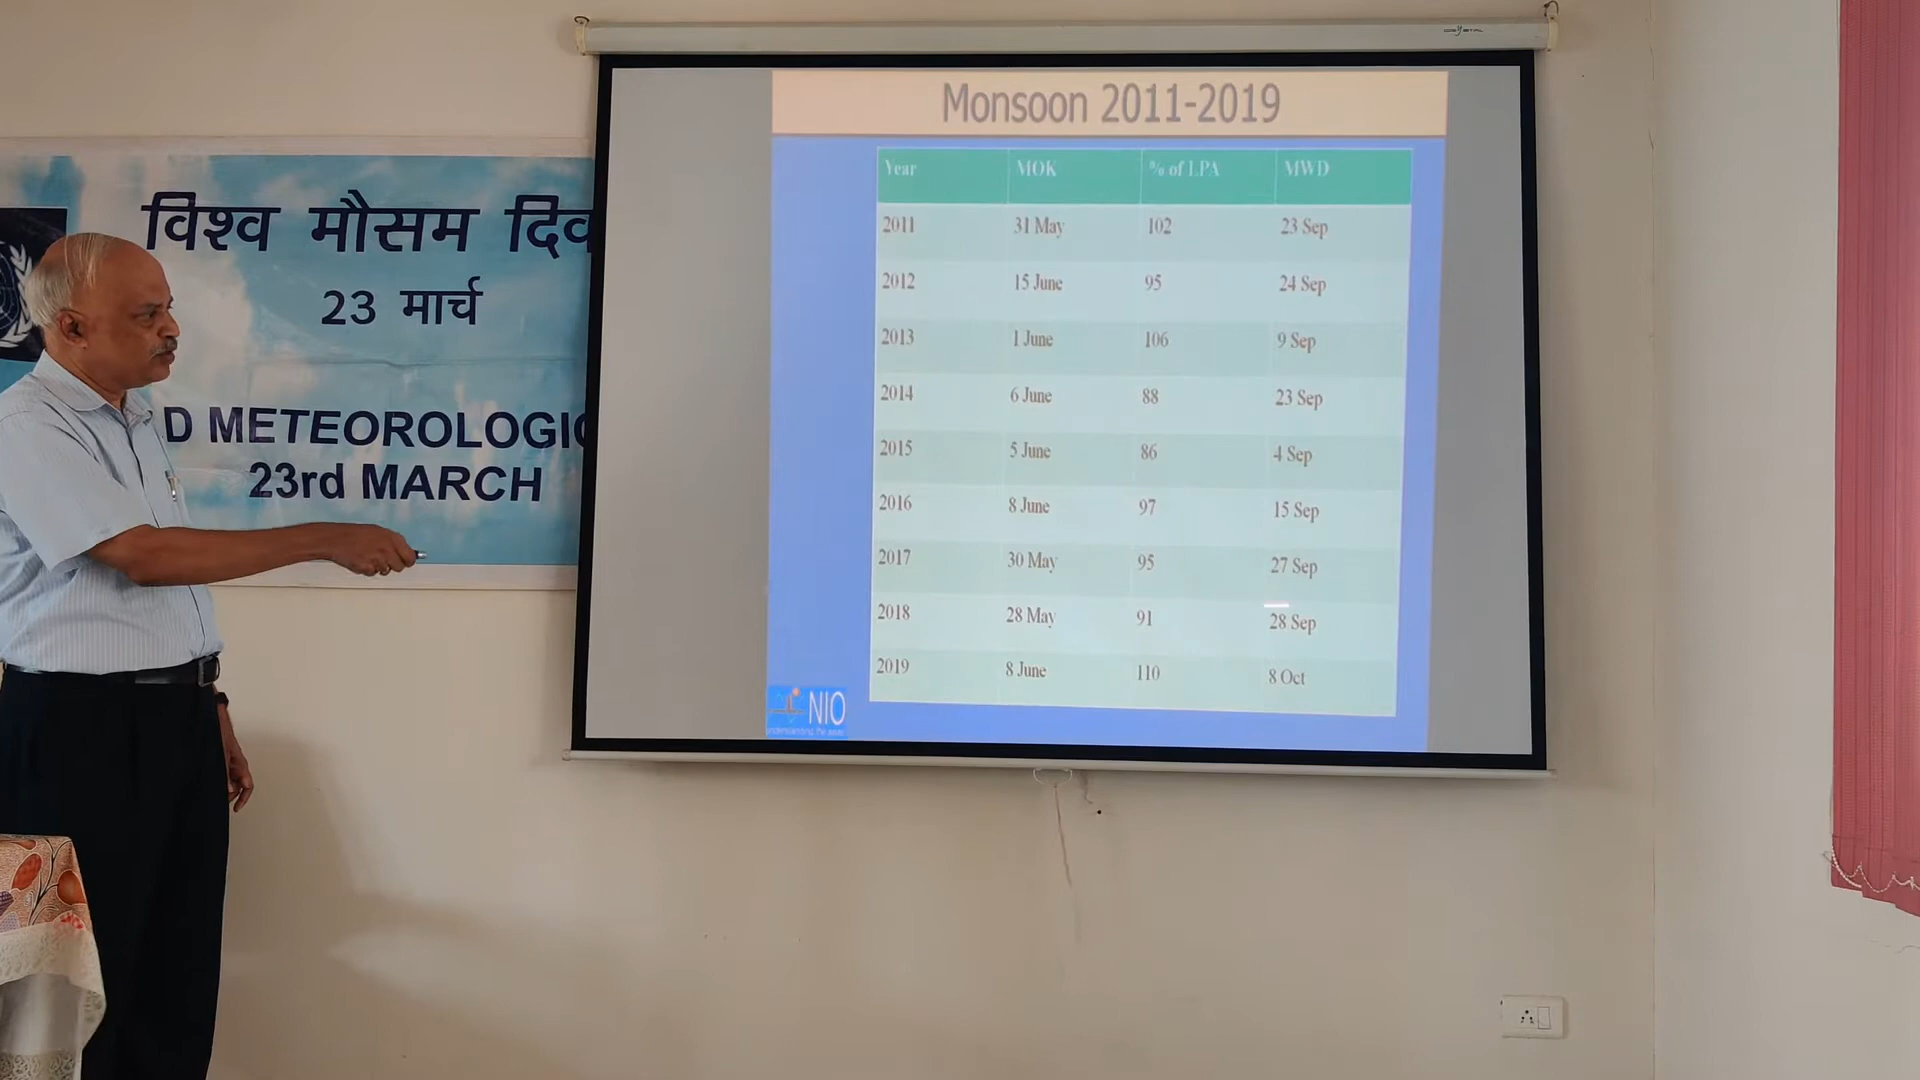 विश्व मौसम दिव
23 मार्च
D METEOROLOGIC
23rd MARCH
Monsoon 2011-2019
Year MOK % of LPA MWD
2011 31 May 102 23 Sep
2012 15 June 95 24 Sep
2013 1 June 106 9 Sep
2014 6 June 88 23 Sep
2015 5 June 86 4 Sep
2016 8 June 97 15 Sep
2017 30 May 95 27 Sep
2018 28 May 91 28 Sep
2019 8 June 110 8 Oct
NIO
understanding the seas